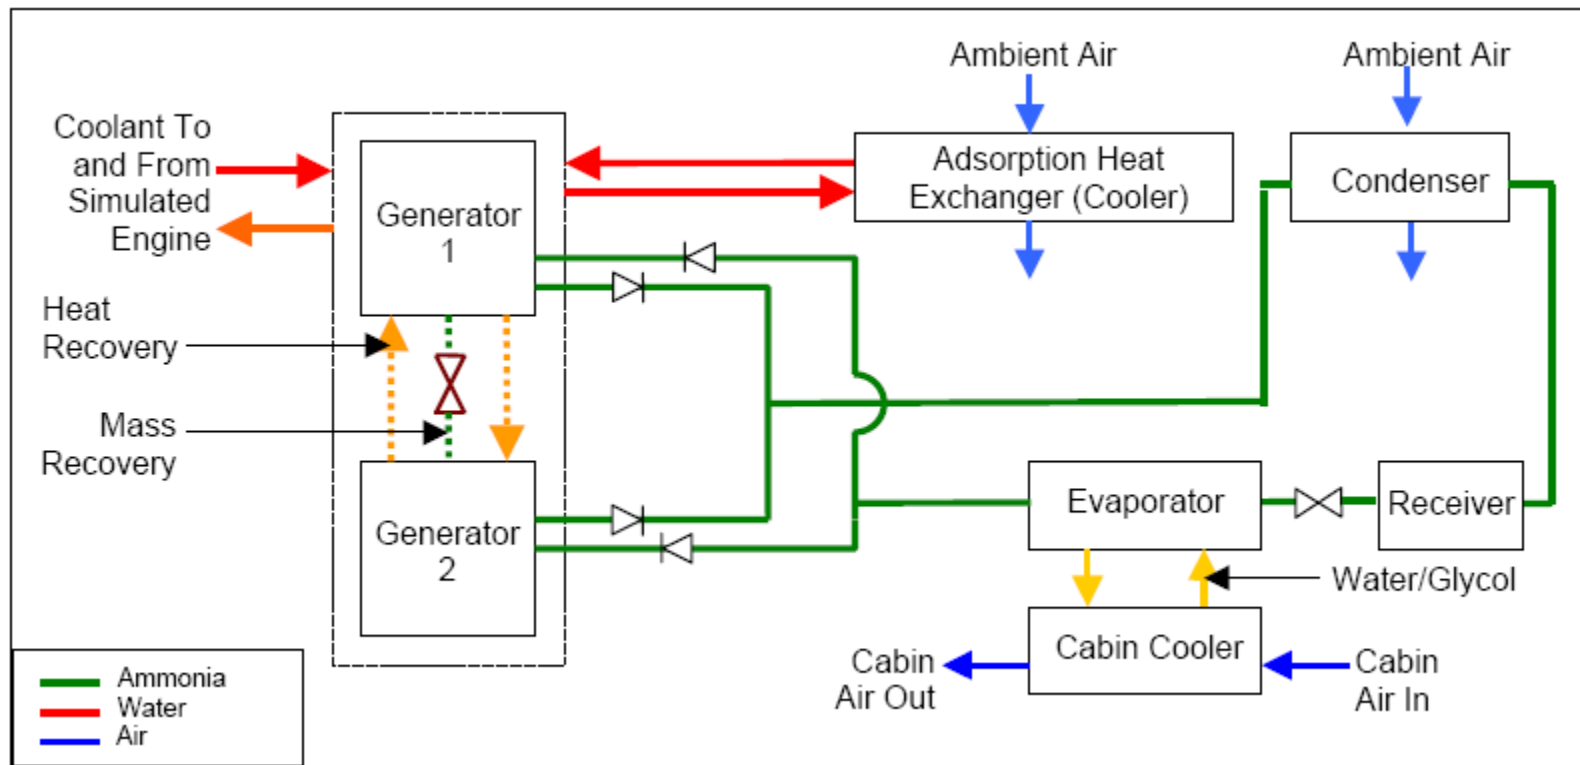 Ambient Air
Ambient Air
Coolant To
and From
Simulated
Engine
Adsorption Heat
Exchanger (Cooler)
Condenser
Generator
1
Heat
Recovery
Mass
Recovery
Generator
2
Evaporator
Receiver
Water/Glycol
Cabin Cooler
Cabin
Air Out
Cabin
Air In
Ammonia
Water
Air